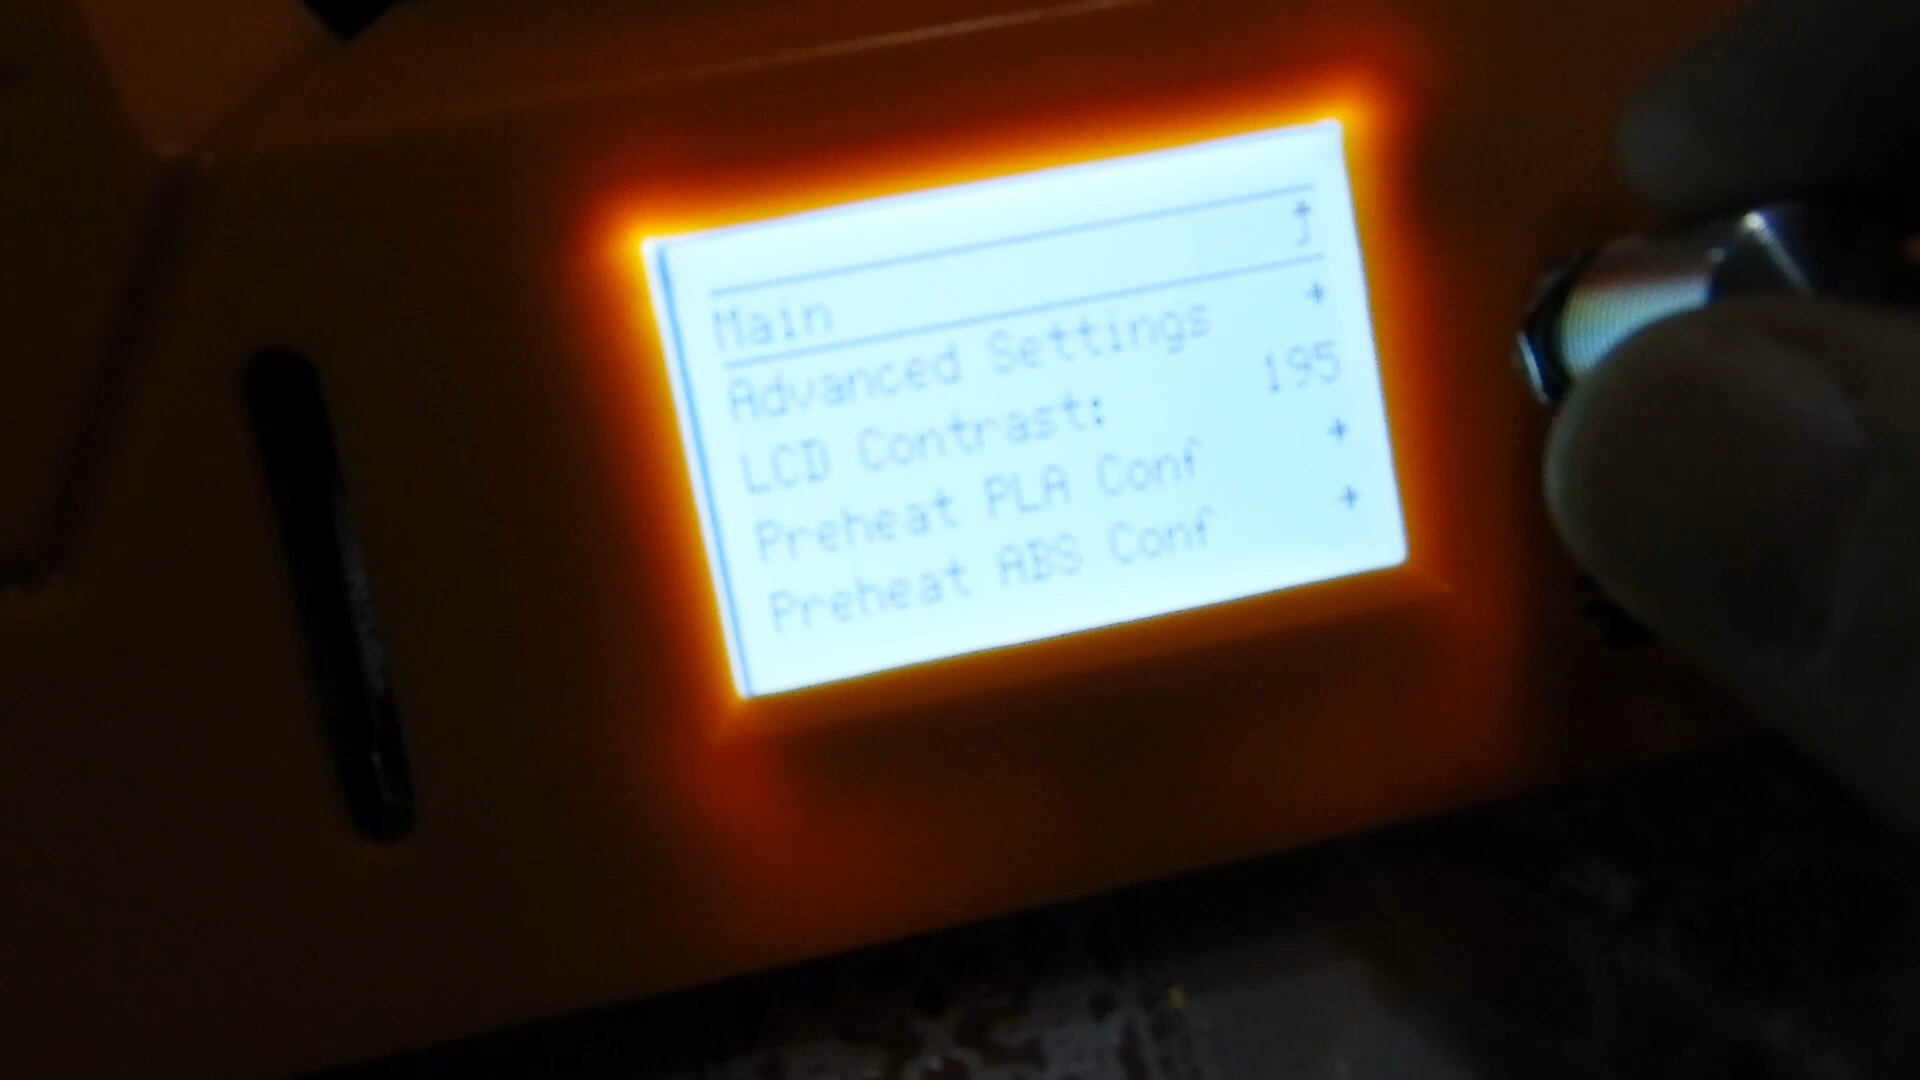 Main
Advanced Settings +
LCD Contrast: 195
Preheat PLA Conf +
Preheat ABS Conf +